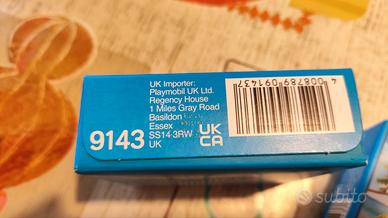 UK Importer:
Playmobil UK Ltd.
Regency House
1 Miles Gray Road
Basildon
Essex
SS14 3RW
UK
9143
UK
CA
4 008789 091437
subito